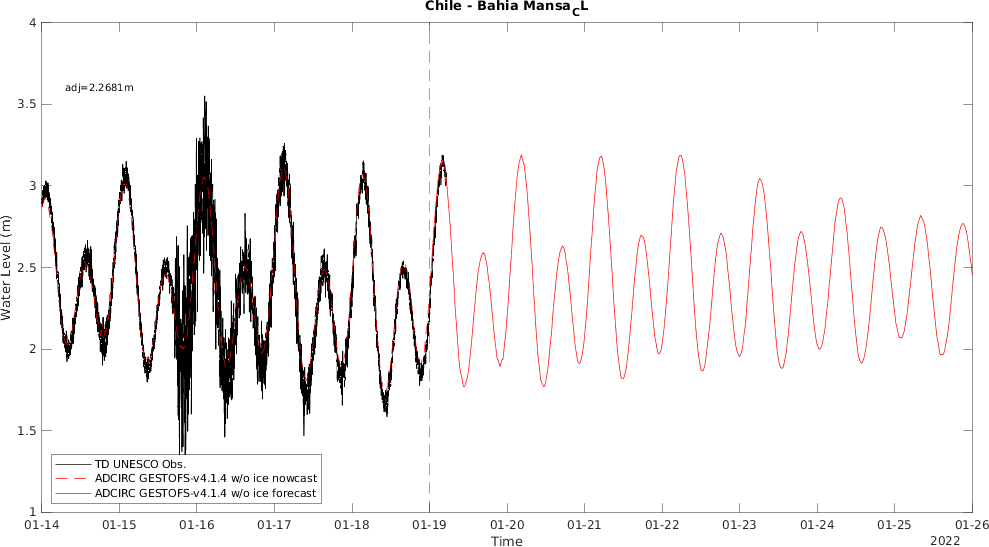 Chile - Bahia Mansa_CL
adj=2.2681m
4
3.5
3
2.5
2
1.5
1
Water Level (m)
TD UNESCO Obs.
ADCIRC GESTOFS-v4.1.4 w/o ice nowcast
ADCIRC GESTOFS-v4.1.4 w/o ice forecast
01-14 01-15 01-16 01-17 01-18 01-19 01-20 01-21 01-22 01-23 01-24 01-25 01-26
Time
2022